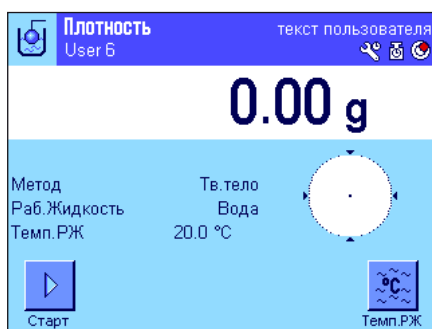 Плотность
User 6
текст пользователя
0.00 g
Метод Тв.тело
Раб.Жидкость Вода
Темп.РЖ 20.0 °C
°C
Старт Темп.РЖ